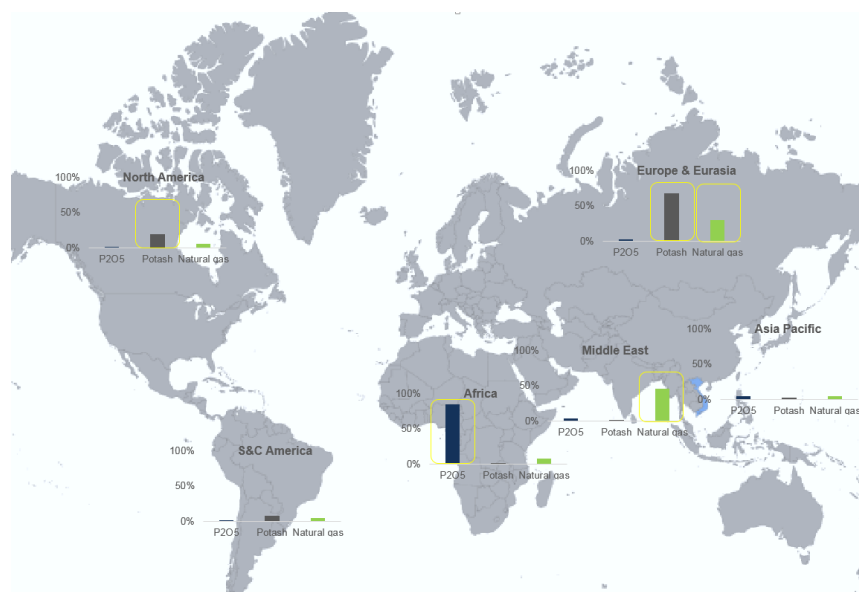 North America
100%
50%
0%
P2O5 Potash Natural gas
Europe & Eurasia
100%
50%
0%
P2O5 Potash Natural gas
Asia Pacific
100%
50%
0%
P2O5 Potash Natural gas
Middle East
100%
50%
0%
P2O5 Potash Natural gas
Africa
100%
50%
0%
P2O5 Potash Natural gas
S&C America
100%
50%
0%
P2O5 Potash Natural gas